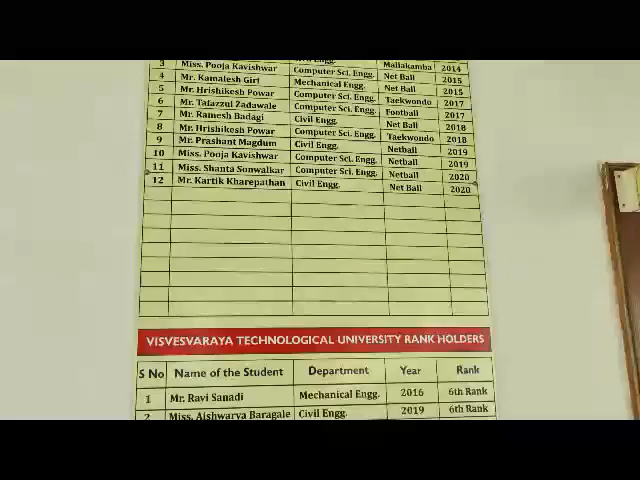 Engg. Mallakamba 2014
3 Miss. Pooja Kavishwar Computer Sci. Engg. Net Ball 2015
4 Mr. Kamalesh Giri Mechanical Engg. Net Ball 2015
5 Mr. Hrishikesh Powar Computer Sci. Engg. Taekwondo 2017
6 Mr. Tafazzul Zadawale Computer Sci. Engg. Football 2017
7 Mr. Ramesh Badagi Civil Engg. Net Ball 2018
8 Mr. Hrishikesh Powar Computer Sci. Engg. Taekwondo 2018
9 Mr. Prashant Magdum Civil Engg. Netball 2019
10 Miss. Pooja Kavishwar Computer Sci. Engg. Netball 2019
11 Miss. Shanta Sonwalkar Computer Sci. Engg. Netball 2020
12 Mr. Kartik Kharepathan Civil Engg. Net Ball 2020
VISVESVARAYA TECHNOLOGICAL UNIVERSITY RANK HOLDERS
S No Name of the Student Department Year Rank
1 Mr. Ravi Sanadi Mechanical Engg. 2016 6th Rank
2 Miss. Aishwarya Baragale Civil Engg. 2019 6th Rank